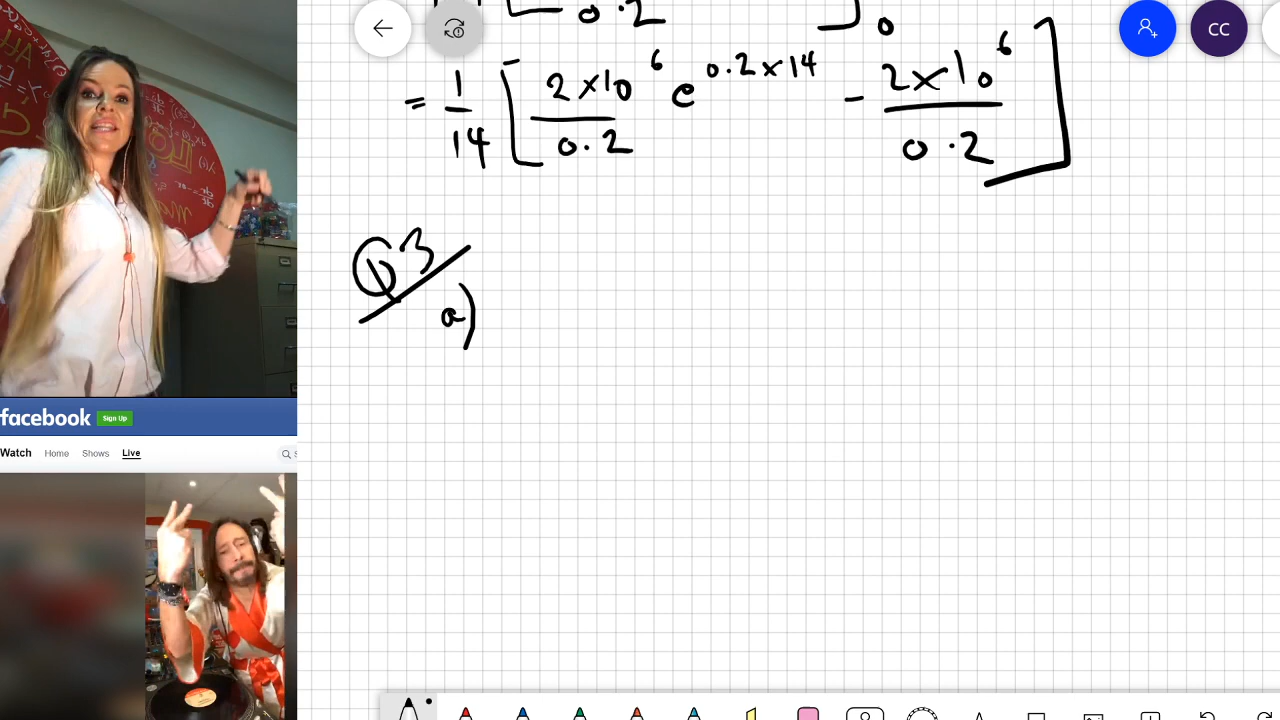 0.2
0
= 1/14 [ 2×10^6/0.2 e^0.2×14 - 2×10^6/0.2 ]
Q3
a)
CC
facebook Sign Up
Watch Home Shows Live